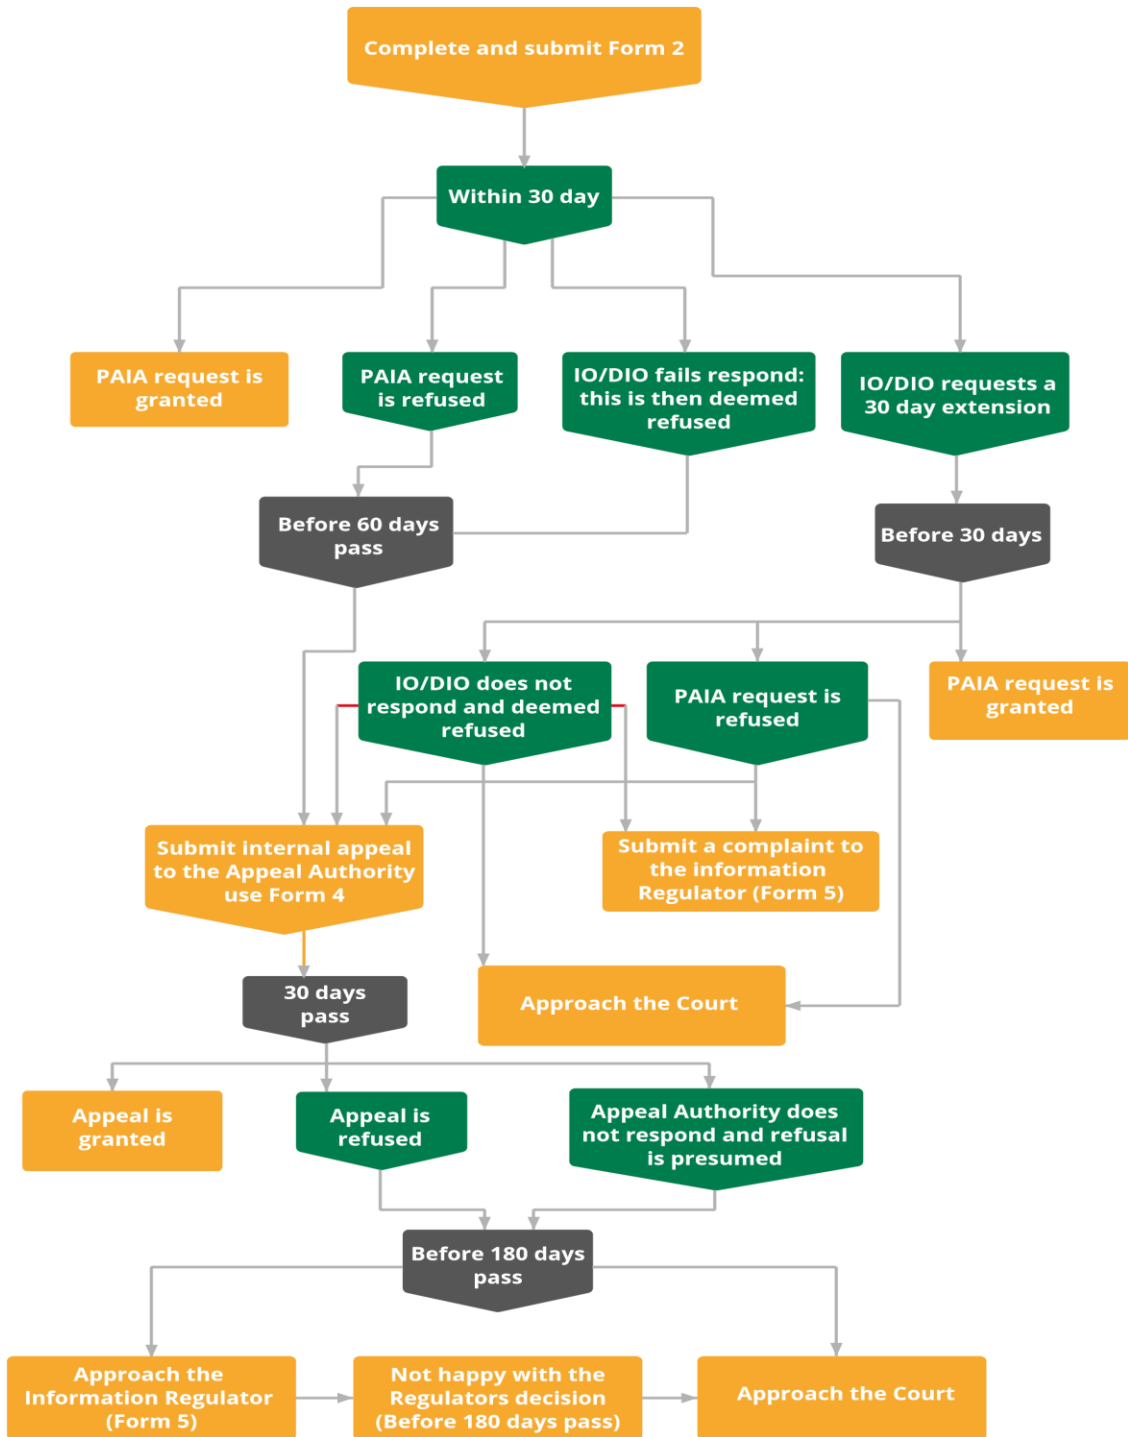 Complete and submit Form 2
Within 30 day
PAIA request is
granted
PAIA request
is refused
IO/DIO fails respond:
this is then deemed
refused
IO/DIO requests a
30 day extension
Before 60 days
pass
Before 30 days
IO/DIO does not
respond and deemed
refused
PAIA request is
refused
PAIA request is
granted
Submit internal appeal
to the Appeal Authority
use Form 4
Submit a complaint to
the information
Regulator (Form 5)
30 days
pass
Approach the Court
Appeal is
granted
Appeal is
refused
Appeal Authority does
not respond and refusal
is presumed
Before 180 days
pass
Approach the
Information Regulator
(Form 5)
Not happy with the
Regulators decision
(Before 180 days pass)
Approach the Court